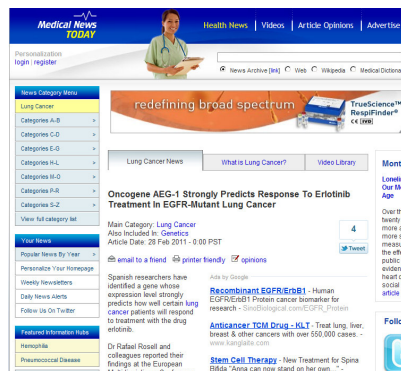 Medical News
TODAY
Health News | Videos | Article Opinions | Advertise
Personalization
login | register
News Archive [link] Web Wikipedia Medical Dictiona
News Category Menu
Lung Cancer
Categories A-B »
Categories C-D »
Categories E-G »
Categories H-L »
Categories M-O »
Categories P-R »
Categories S-Z »
View full category list
Your News
Popular News By Year »
Personalize Your Homepage
Weekly Newsletters
Daily News Alerts
Follow Us On Twitter
Featured Information Hubs
Hemophilia
Pneumococcal Disease
redefining broad spectrum
TrueScience™
RespiFinder®
CE IVD
Lung Cancer News
What is Lung Cancer?
Video Library
Oncogene AEG-1 Strongly Predicts Response To Erlotinib
Treatment In EGFR-Mutant Lung Cancer
Main Category: Lung Cancer
Also Included In: Genetics
Article Date: 28 Feb 2011 - 0:00
PST
4
Tweet
email to a friend printer friendly opinions
Spanish researchers have
identified a gene whose
expression level strongly
predicts how well certain lung
cancer patients will respond
to treatment with the drug
erlotinib.
Dr Rafael Rosell and
colleagues reported their
findings at the European
Ads by Google
Recombinant EGFR/ErbB1 - Human
EGFR/ErbB1 Protein cancer biomarker for
research - SinoBiological.com/EGFR_Protein
Anticancer TCM Drug - KLT - Treat lung, liver,
breast & other cancers with over 550,000 cases. -
www.kanglaite.com
Stem Cell Therapy - New Treatment for Spina
Bifida "Anna can now stand on her own..." -
Mont
Loneli
Our M
Age
Over th
twenty
more a
more s
measu
the eff
public
eviden
heart c
social
article
Follo